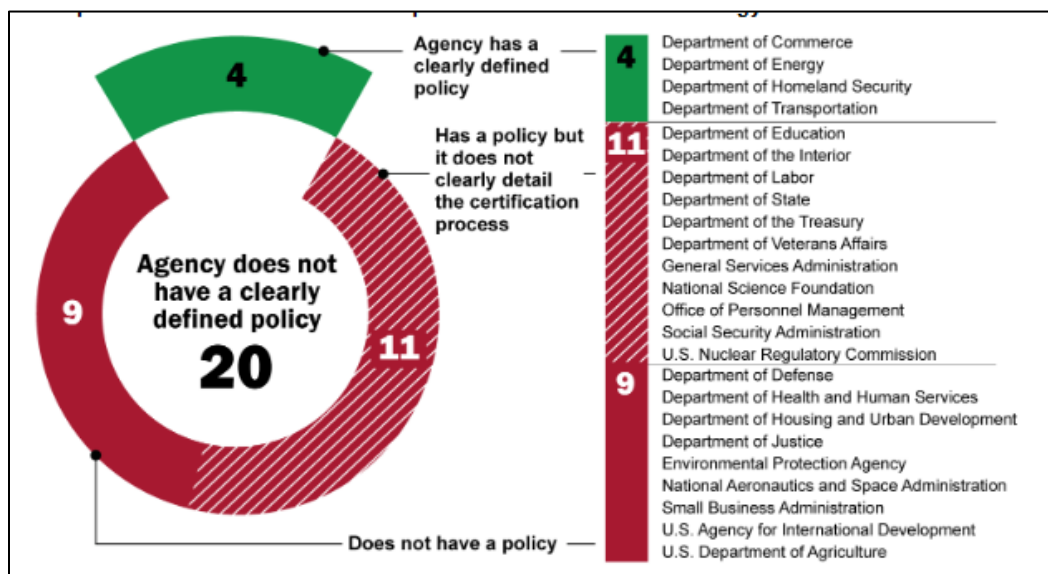 4
Agency has a
clearly defined
policy
Has a policy but
it does not
clearly detail
the certification
process
Agency does not
have a clearly
defined policy
20
9
11
Does not have a policy
4
Department of Commerce
Department of Energy
Department of Homeland Security
Department of Transportation
11
Department of Education
Department of the Interior
Department of Labor
Department of State
Department of the Treasury
Department of Veterans Affairs
General Services Administration
National Science Foundation
Office of Personnel Management
Social Security Administration
U.S. Nuclear Regulatory Commission
9
Department of Defense
Department of Health and Human Services
Department of Housing and Urban Development
Department of Justice
Environmental Protection Agency
National Aeronautics and Space Administration
Small Business Administration
U.S. Agency for International Development
U.S. Department of Agriculture